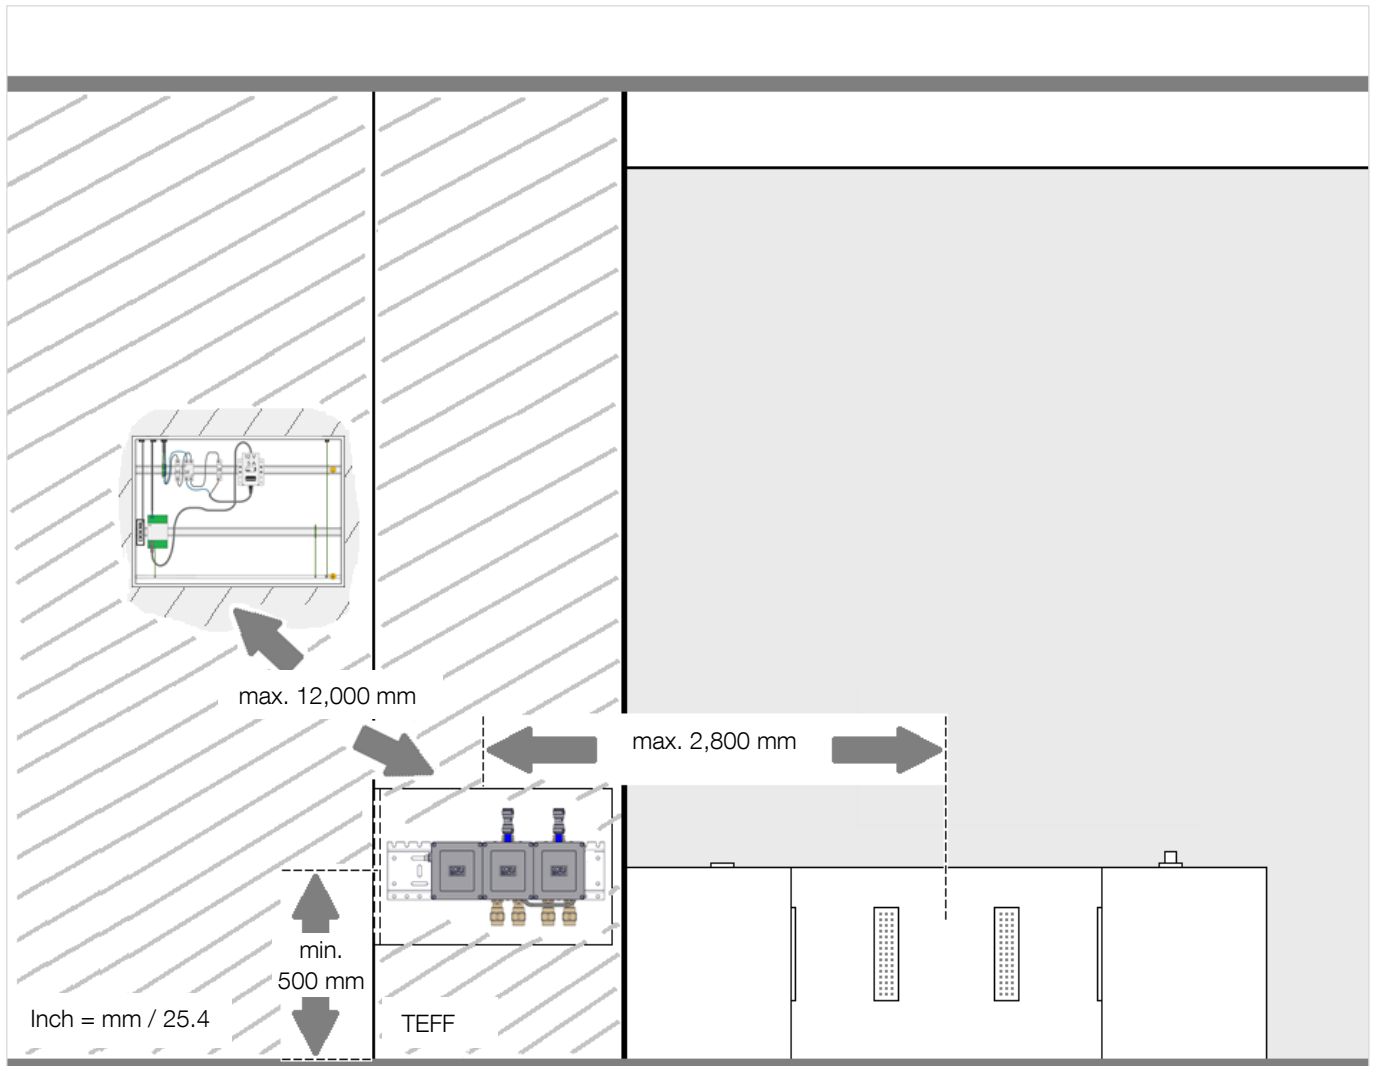 max. 12,000 mm
max. 2,800 mm
min.
500 mm
Inch = mm / 25.4
TEFF